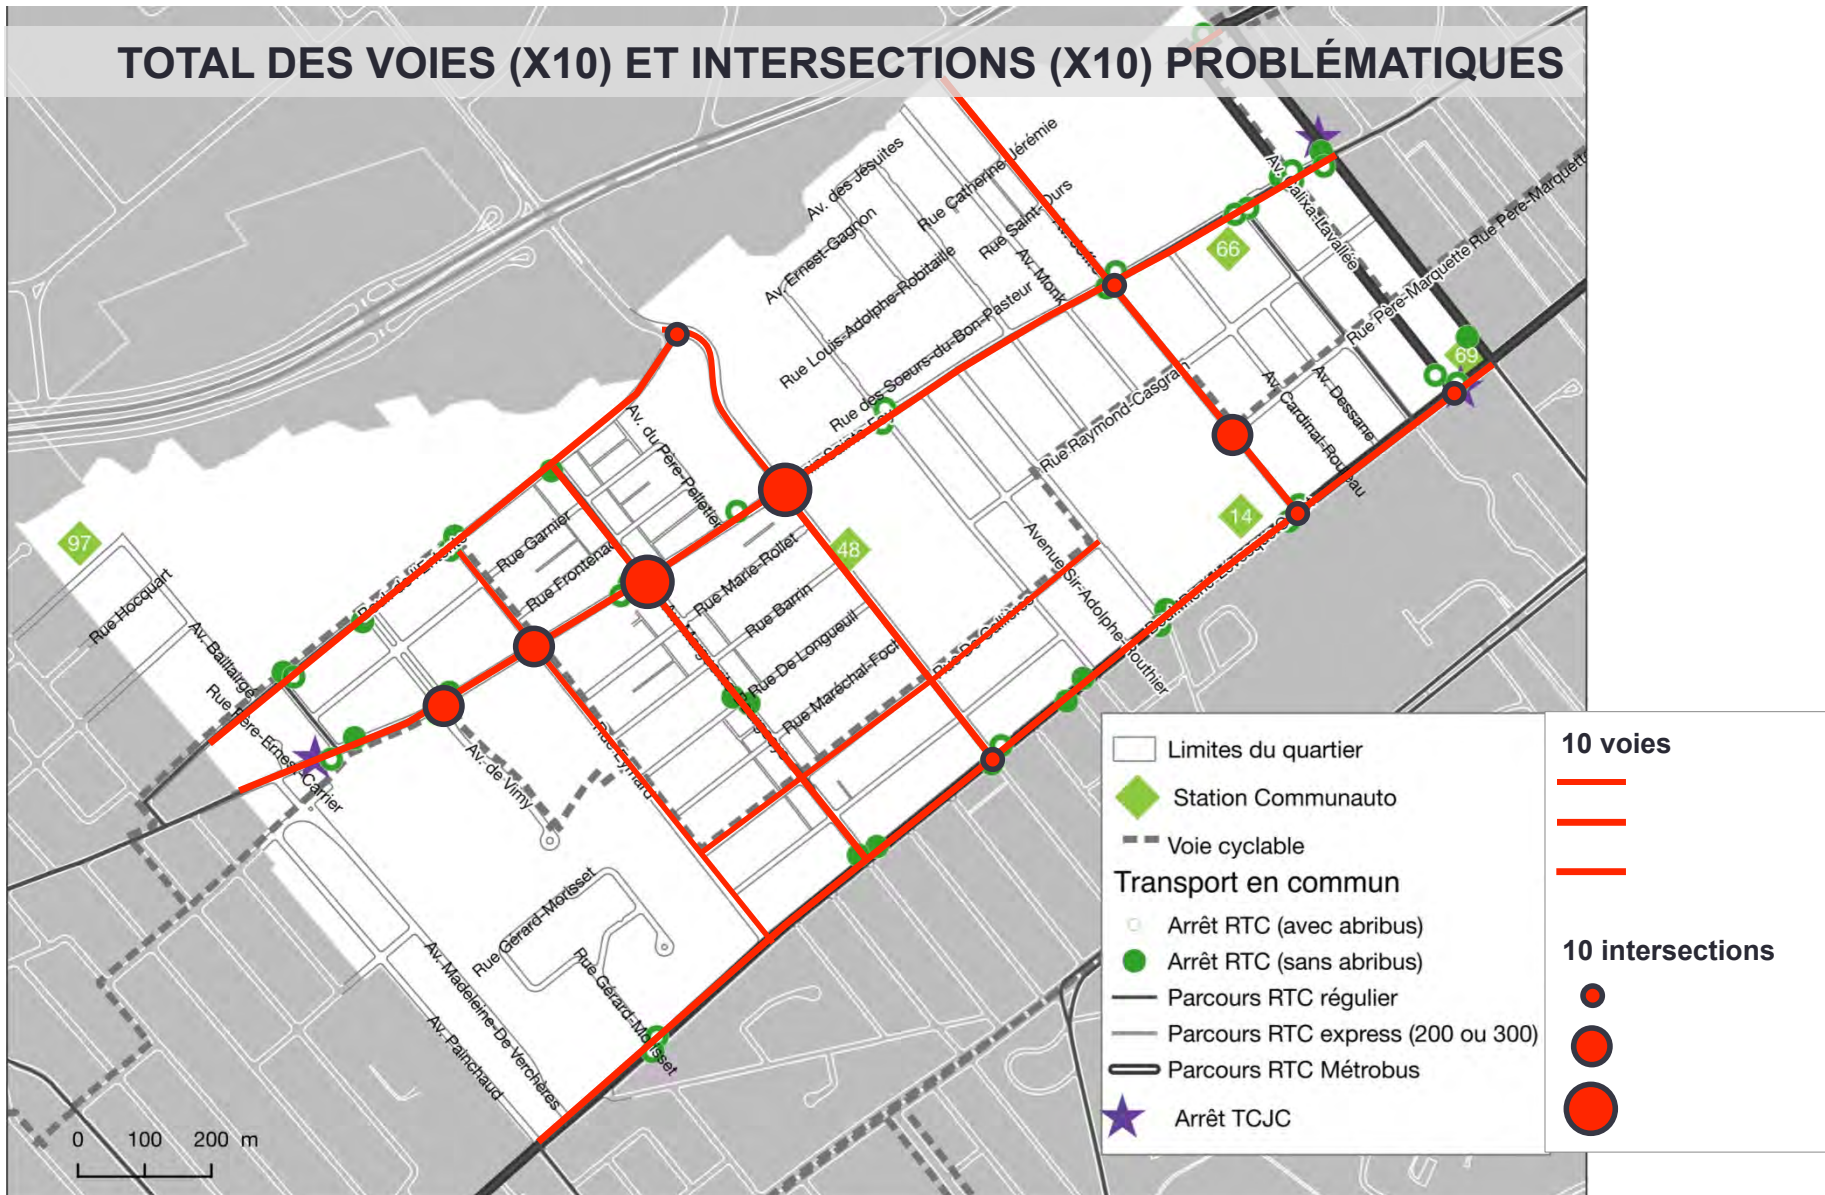 TOTAL DES VOIES (X10) ET INTERSECTIONS (X10) PROBLÉMATIQUES
Av. des Jésuites
Rue Catherine-Jérémie
Av. Ernest-Gagnon
Rue Saint-Ours
Av. Monk
Rue Louis-Adolphe-Robitaille
Rue des Soeurs-du-Bon-Pasteur
Av. Calixa-Lavallée
Rue Père-Marquette
Rue Père-Marquette
66
69
Rue Raymond-Casgrain
Av. Dessane
Av. Cardinal-Rouleau
14
Av. du Père-Pelletier
48
97
Rue Garnier
Rue Frontenac
Rue Marie-Rollet
Rue Barrin
Rue De Longueuil
Rue Maréchal-Foch
Avenue Sir-Adolphe-Routhier
Rue Hocquart
Av. Baillairgé
Rue Père-Ernest-Carrier
Av. de Vimy
Rue Eymard
Rue Gérard-Morisset
Rue Gérard-Morisset
Av. Madeleine-De Verchères
Av. Painchaud
0 100 200 m
Limites du quartier
Station Communauto
Voie cyclable
Transport en commun
Arrêt RTC (avec abribus)
Arrêt RTC (sans abribus)
Parcours RTC régulier
Parcours RTC express (200 ou 300)
Parcours RTC Métrobus
Arrêt TCJC
10 voies
10 intersections